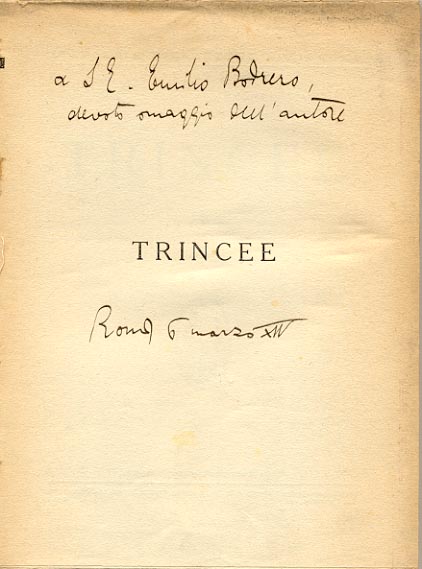 a S E. Emilio Bodrero,
devoto omaggio dell'autore
TRINCEE
Roma 6 marzo XIV